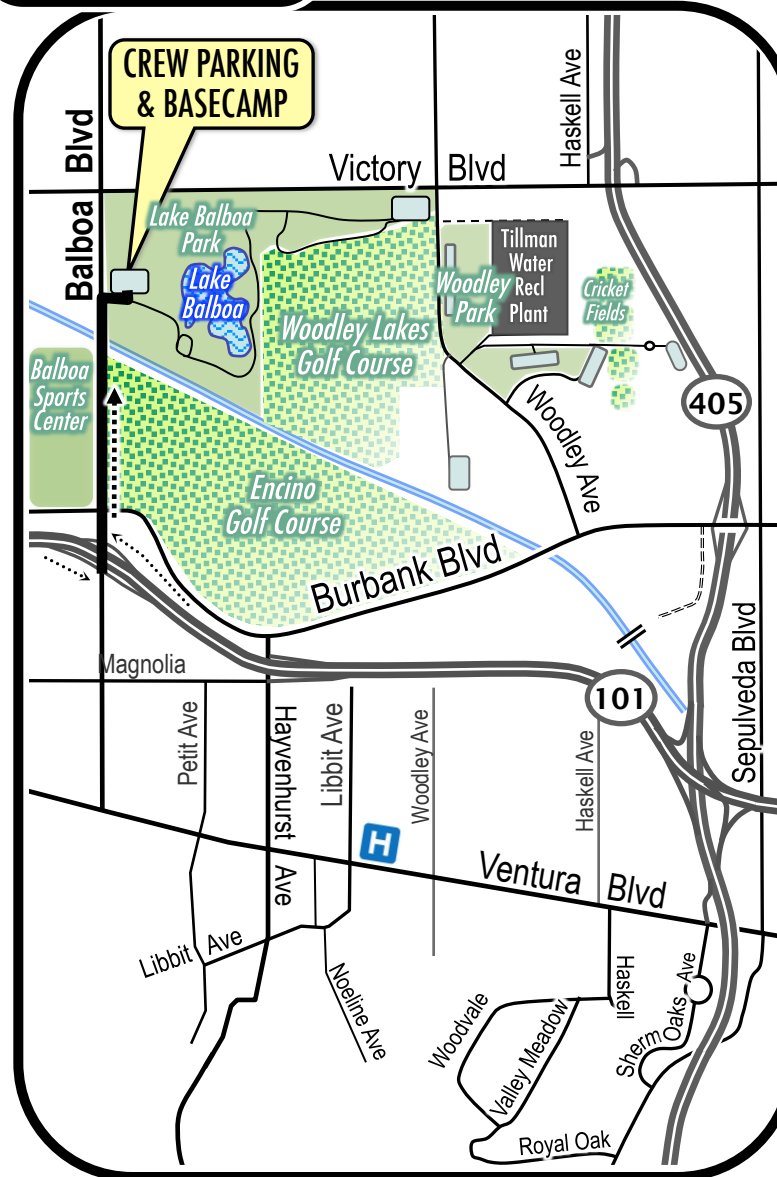 CREW PARKING
& BASECAMP
Balboa Blvd
Haskell Ave
Victory Blvd
Lake Balboa
Park
Lake
Balboa
Tillman
Water
Recl
Plant
Woodley
Park
Cricket
Fields
Woodley Lakes
Golf Course
Balboa
Sports
Center
405
Woodley Ave
Encino
Golf Course
Burbank Blvd
Sepulveda Blvd
Magnolia
101
Petit Ave
Hayvenhurst Ave
Libbit Ave
Woodley Ave
Haskell Ave
H
Ventura Blvd
Libbit Ave
Noeline Ave
Woodvale
Valley Meadow
Haskell
Sherm Oaks Ave
Royal Oak